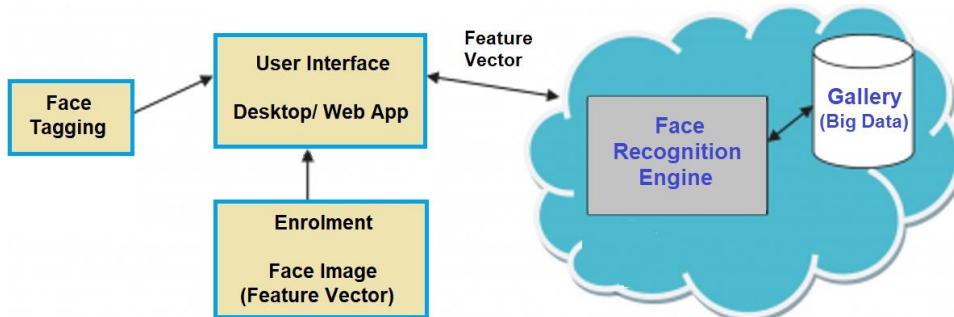 Face
Tagging
User Interface
Desktop/ Web App
Enrolment
Face Image
(Feature Vector)
Feature
Vector
Face
Recognition
Engine
Gallery
(Big Data)